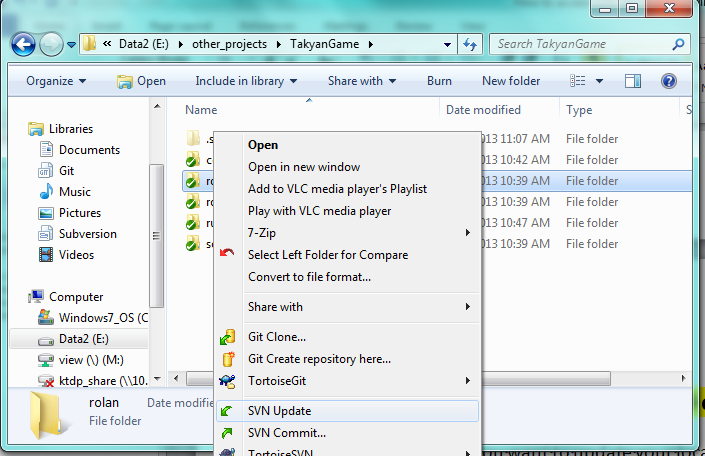 Data2 (E:) other_projects TakyanGame
Search TakyanGame
Organize Open Include in library Share with Burn New folder
Name Date modified Type S
Libraries
Documents
Git
Music
Pictures
Subversion
Videos
Computer
Windows7_OS (C
Data2 (E:)
view (\) (M:)
ktdp_share (\\10.
.s
c
ro
ro
ru
so
013 11:07 AM File folder
013 10:42 AM File folder
013 10:39 AM File folder
013 10:39 AM File folder
013 10:47 AM File folder
013 10:39 AM File folder
Open
Open in new window
Add to VLC media player's Playlist
Play with VLC media player
7-Zip
Select Left Folder for Compare
Convert to file format...
Share with
Git Clone...
Git Create repository here...
TortoiseGit
SVN Update
SVN Commit...
TortoiseSVN
rolan Date modifie
File folder